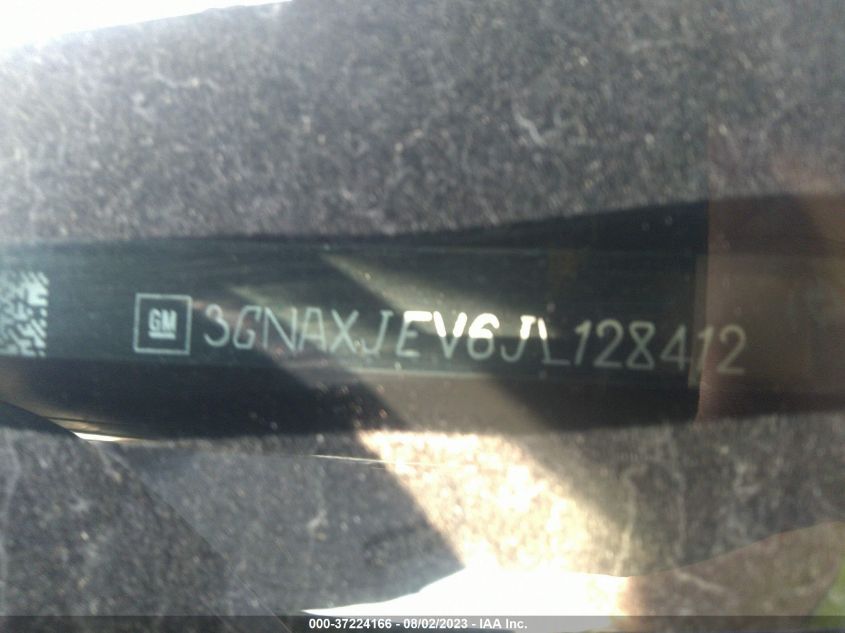 GM 3GNAXJEV6JL128412
000-37224166 - 08/02/2023 - IAA Inc.